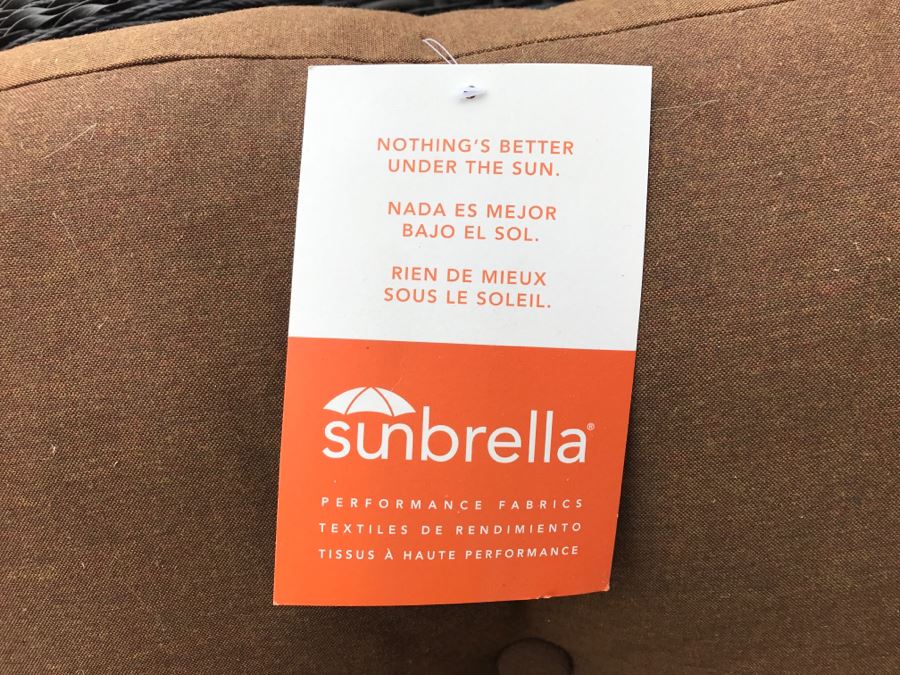 NOTHING'S BETTER
UNDER THE SUN.
NADA ES MEJOR
BAJO EL SOL.
RIEN DE MIEUX
SOUS LE SOLEIL.
sunbrella®
PERFORMANCE FABRICS
TEXTILES DE RENDIMIENTO
TISSUS À HAUTE PERFORMANCE